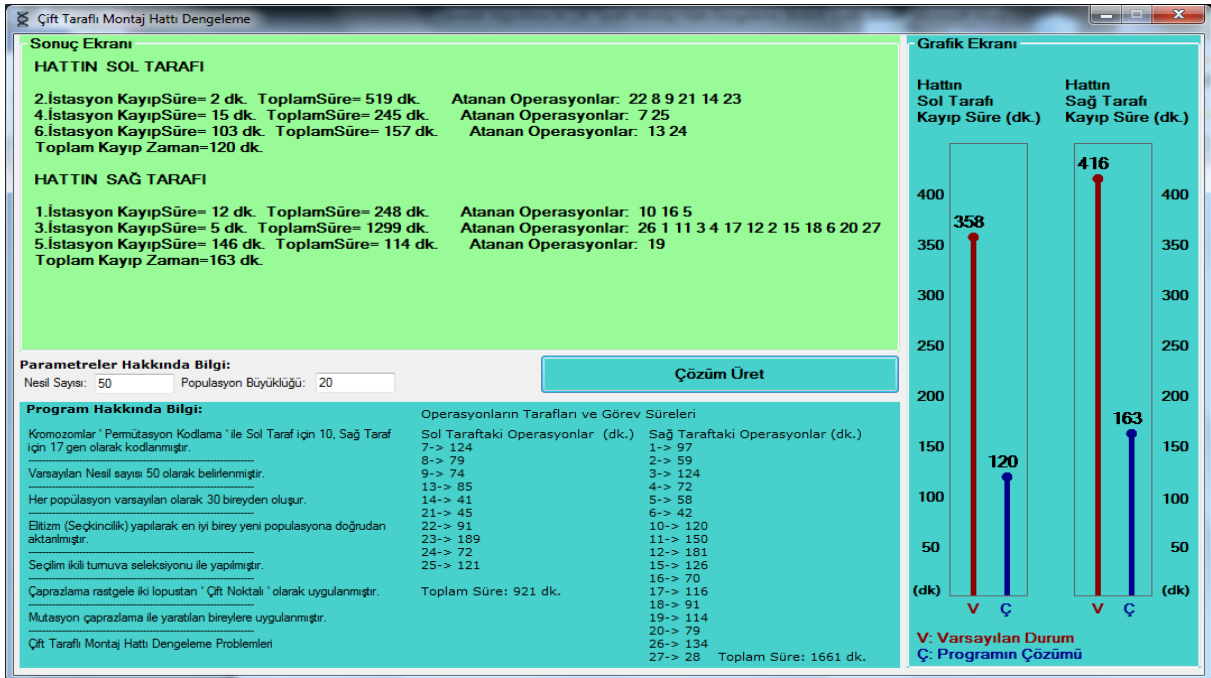 Çift Taraflı Montaj Hattı Dengeleme
Sonuç Ekranı
HATTIN SOL TARAFI
2.İstasyon KayıpSüre= 2 dk. ToplamSüre= 519 dk. Atanan Operasyonlar: 22 8 9 21 14 23
4.İstasyon KayıpSüre= 15 dk. ToplamSüre= 245 dk. Atanan Operasyonlar: 7 25
6.İstasyon KayıpSüre= 103 dk. ToplamSüre= 157 dk. Atanan Operasyonlar: 13 24
Toplam Kayıp Zaman=120 dk.
HATTIN SAĞ TARAFI
1.İstasyon KayıpSüre= 12 dk. ToplamSüre= 248 dk. Atanan Operasyonlar: 10 16 5
3.İstasyon KayıpSüre= 5 dk. ToplamSüre= 1299 dk. Atanan Operasyonlar: 26 1 11 3 4 17 12 2 15 18 6 20 27
5.İstasyon KayıpSüre= 146 dk. ToplamSüre= 114 dk. Atanan Operasyonlar: 19
Toplam Kayıp Zaman=163 dk.
Parametreler Hakkında Bilgi:
Nesil Sayısı: 50 Populasyon Büyüklüğü: 20
Çözüm Üret
Program Hakkında Bilgi:
Kromozomlar ' Permütasyon Kodlama ' ile Sol Taraf için 10, Sağ Taraf
için 17 gen olarak kodlanmıştır.
Varsayılan Nesil sayısı 50 olarak belirlenmiştir.
Her popülasyon varsayılan olarak 30 bireyden oluşur.
Elitizm (Seçkincilik) yapılarak en iyi birey yeni populasyona doğrudan
aktarılmıştır.
Seçilim ikili turnuva seleksiyonu ile yapılmıştır.
Çaprazlama rastgele iki lopustan ' Çift Noktalı ' olarak uygulanmıştır.
Mutasyon çaprazlama ile yaratılan bireylere uygulanmıştır.
Çift Taraflı Montaj Hattı Dengeleme Problemleri
Operasyonların Tarafları ve Görev Süreleri
Sol Taraftaki Operasyonlar (dk.)
7-> 124
8-> 79
9-> 74
13-> 85
14-> 41
21-> 45
22-> 91
23-> 189
24-> 72
25-> 121
Toplam Süre: 921 dk.
Sağ Taraftaki Operasyonlar (dk.)
1-> 97
2-> 59
3-> 124
4-> 72
5-> 58
6-> 42
10-> 120
11-> 150
12-> 181
15-> 126
16-> 70
17-> 116
18-> 91
19-> 114
20-> 79
26-> 134
27-> 28 Toplam Süre: 1661 dk.
Grafik Ekranı
Hattın
Sol Tarafı
Kayıp Süre (dk.)
Hattın
Sağ Tarafı
Kayıp Süre (dk.)
400
350
300
250
200
150
100
50
(dk)
358
120
V Ç
416
163
V Ç
400
350
300
250
200
150
100
50
(dk)
V: Varsayılan Durum
Ç: Programın Çözümü